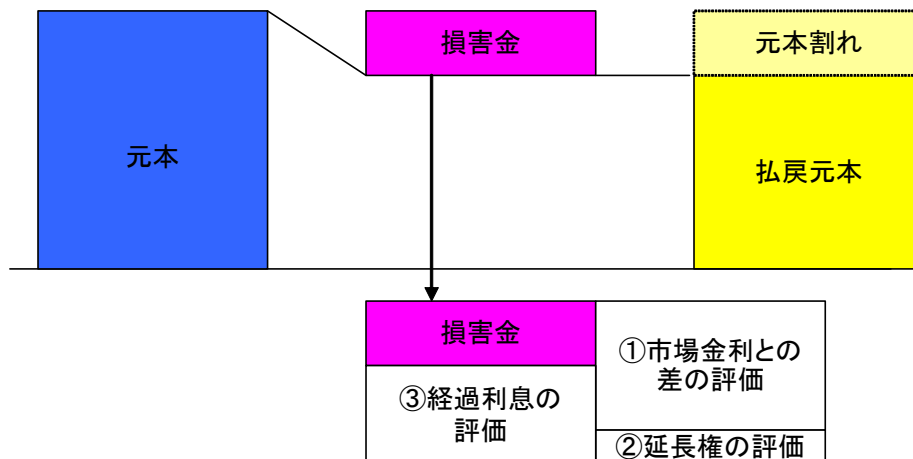 損害金
元本割れ
元本
払戻元本
損害金
①市場金利との
差の評価
③経過利息の
評価
②延長権の評価